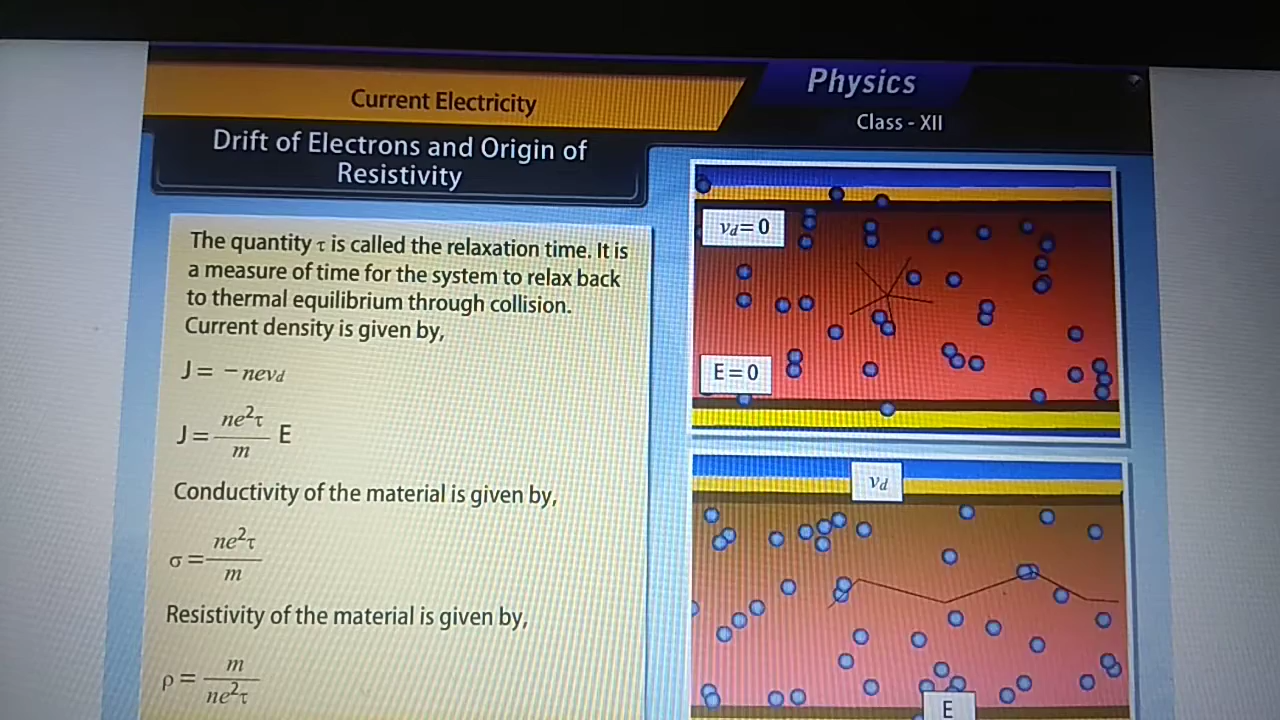 Current Electricity
Physics
Class - XII
Drift of Electrons and Origin of
Resistivity
The quantity τ is called the relaxation time. It is
a measure of time for the system to relax back
to thermal equilibrium through collision.
Current density is given by,
J = − nevd
J = ne²τ / m E
Conductivity of the material is given by,
σ = ne²τ / m
Resistivity of the material is given by,
ρ = m / ne²τ
vd = 0
E = 0
vd
E